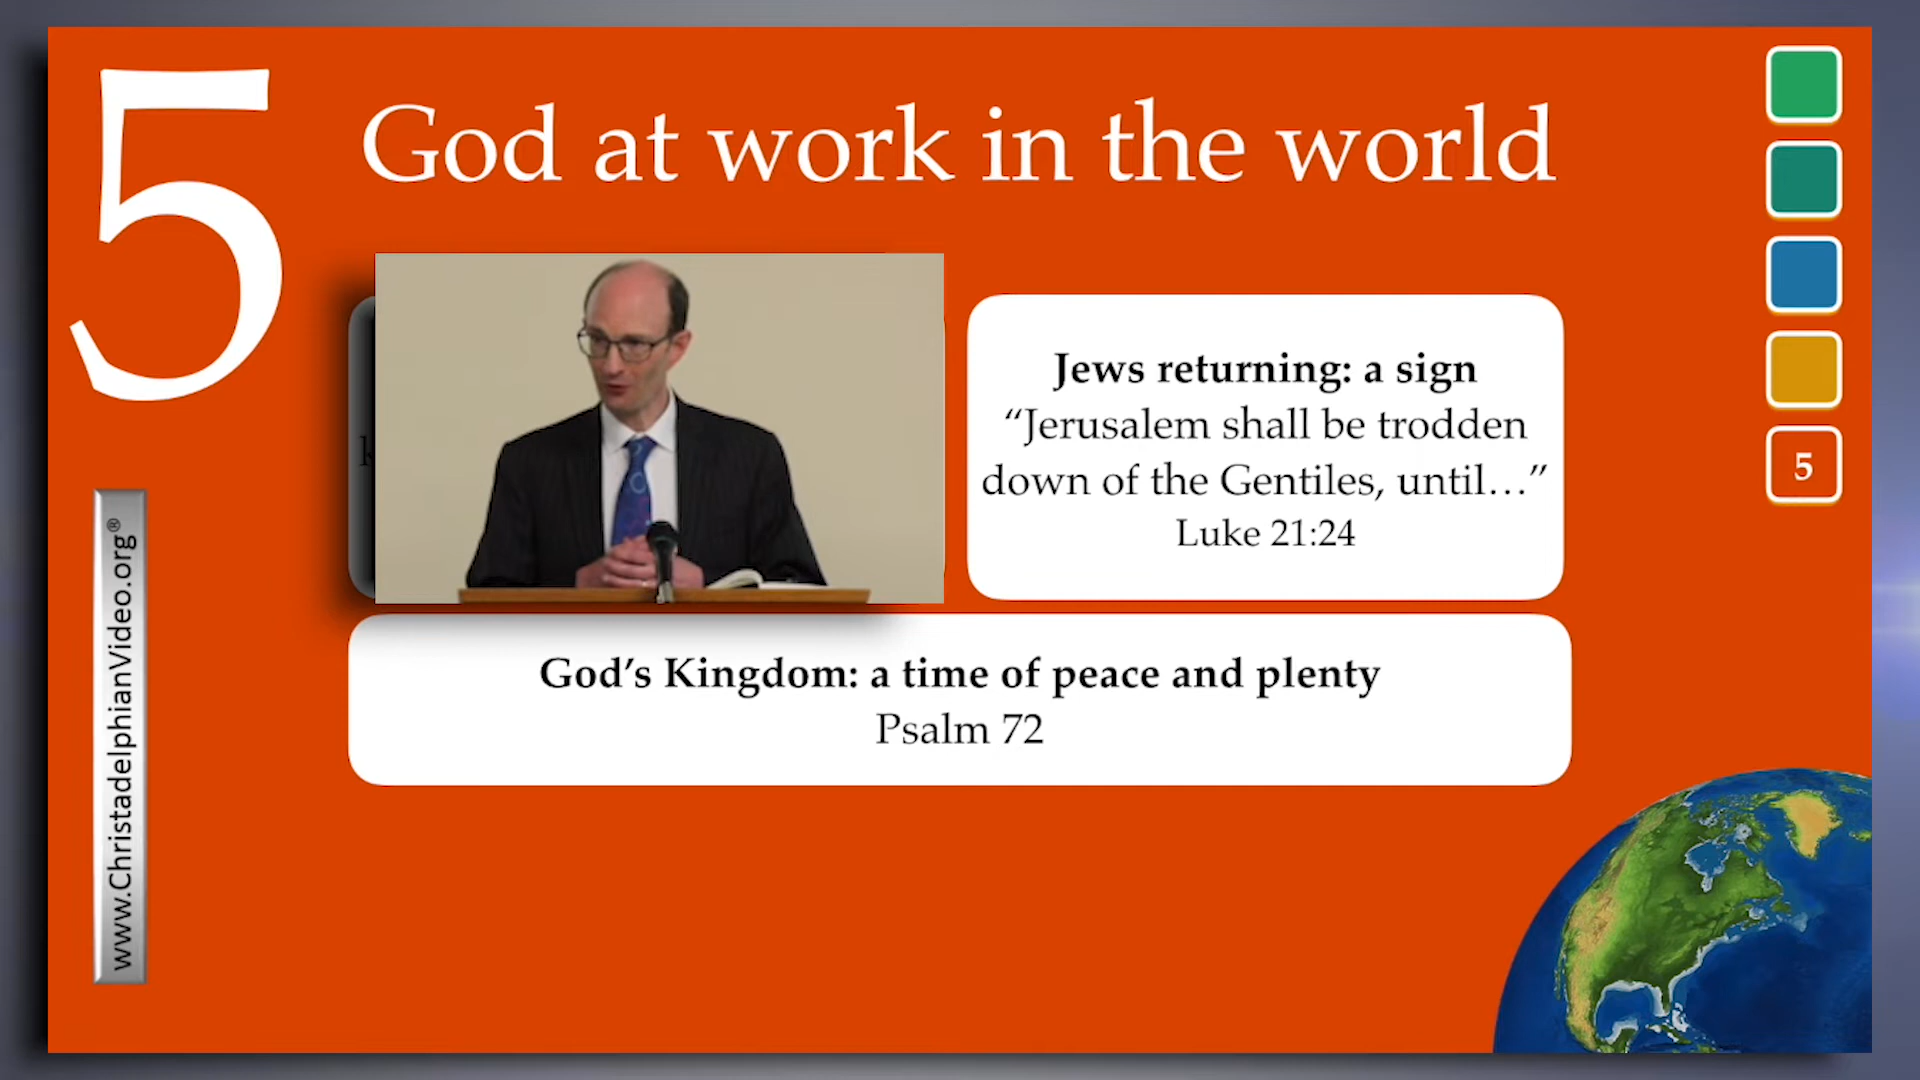 5
God at work in the world
Jews returning: a sign
“Jerusalem shall be trodden
down of the Gentiles, until…”
Luke 21:24
God’s Kingdom: a time of peace and plenty
Psalm 72
5
www.ChristadelphianVideo.org®